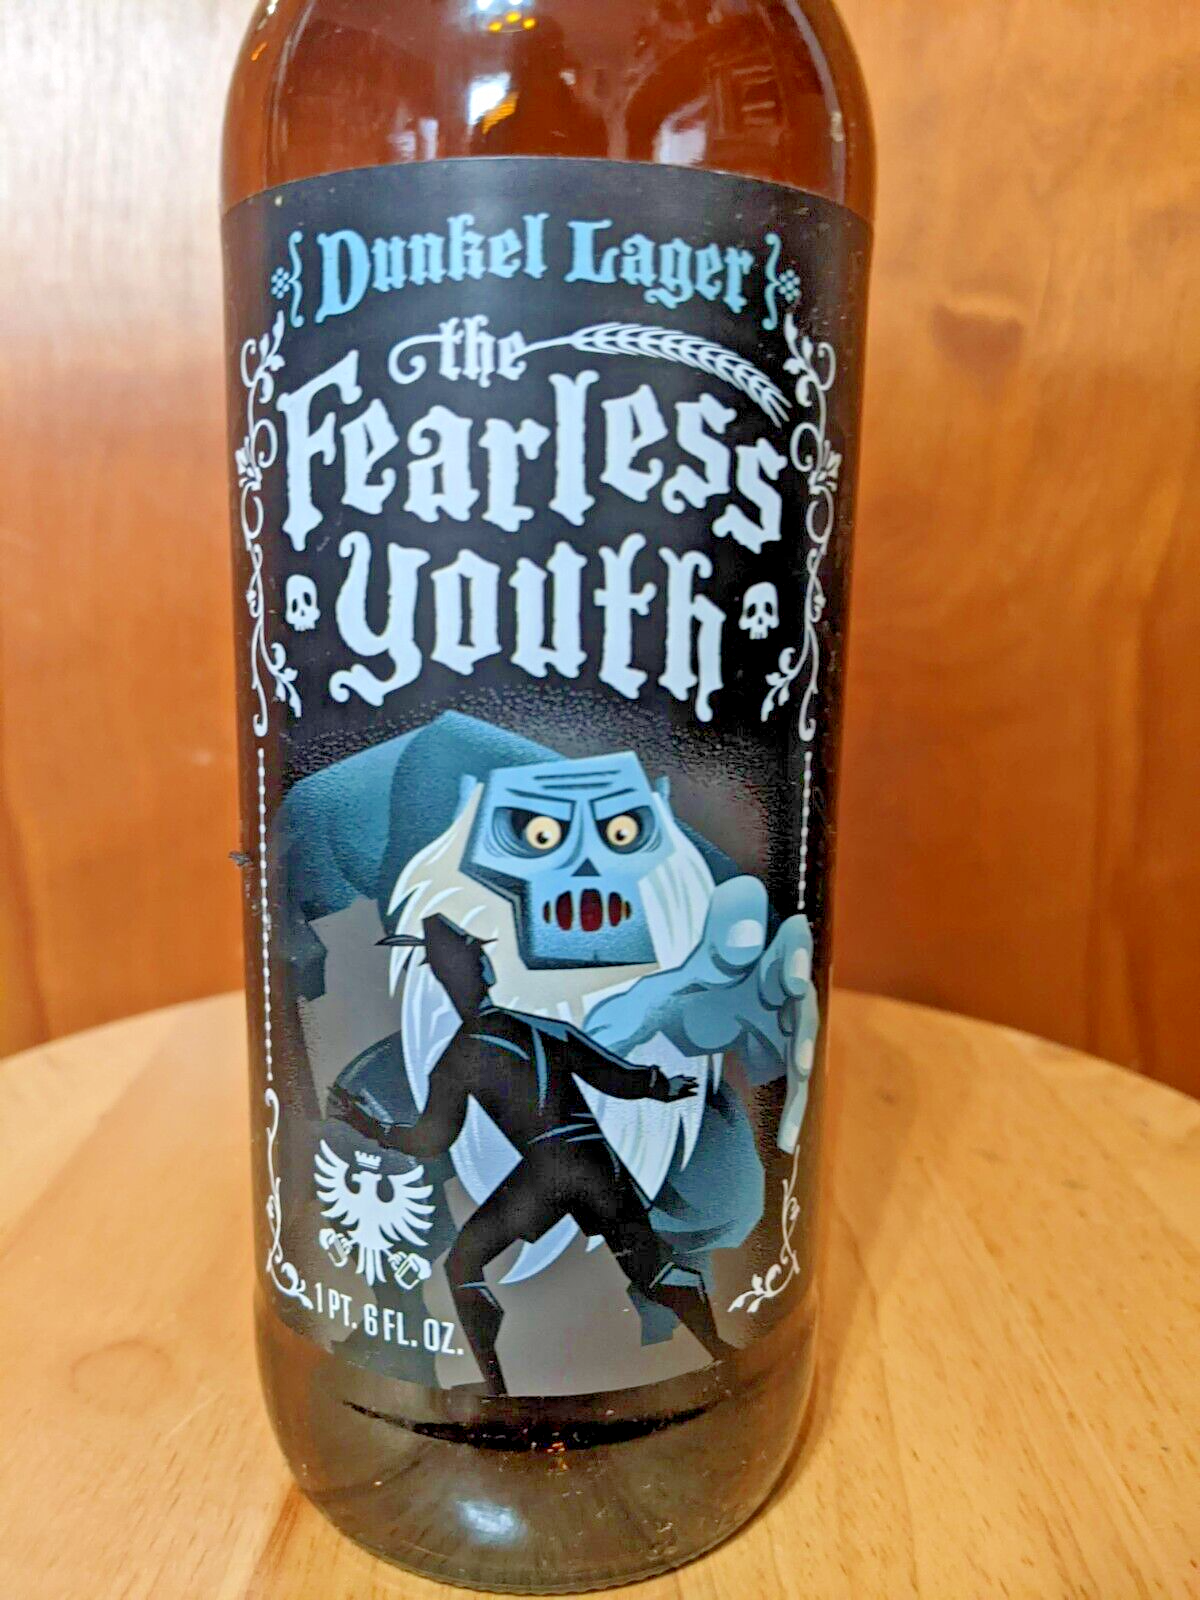 Dunkel Lager
the
Fearless
youth
1 PT. 6 FL. OZ.